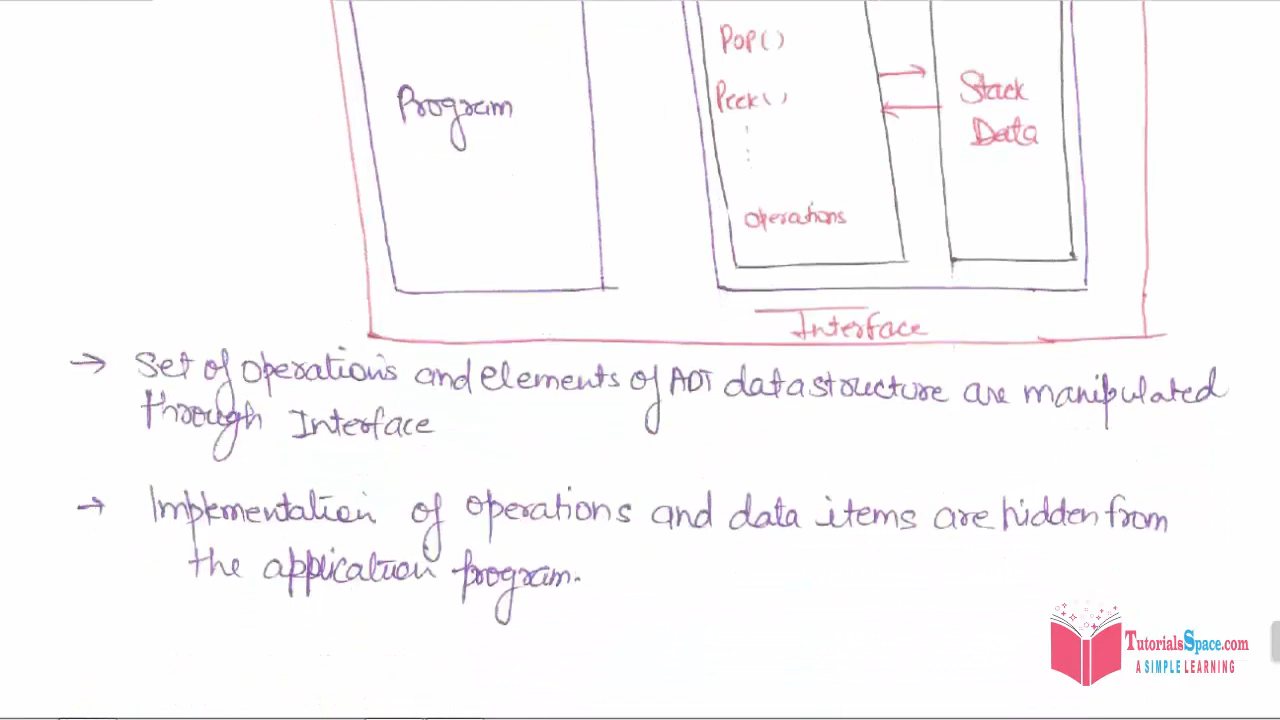 Pop()
Peek()
Program
Stack
Data
operations
Interface
→ Set of operations and elements of ADT datastructure are manipulated
through Interface
→ Implementation of operations and data items are hidden from
the application program.
TutorialsSpace.com
A SIMPLE LEARNING